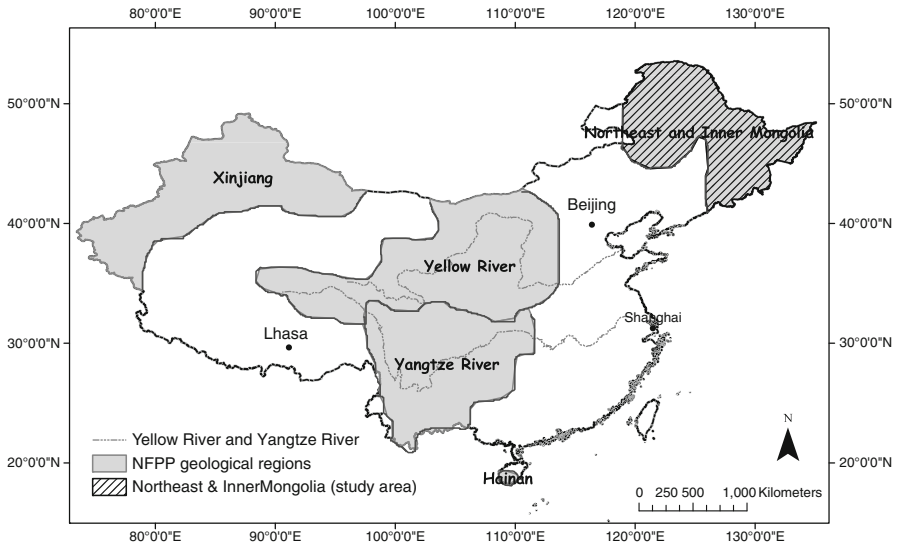 80°0'0"E 90°0'0"E 100°0'0"E 110°0'0"E 120°0'0"E 130°0'0"E
50°0'0"N 50°0'0"N
Northeast and Inner Mongolia
Xinjiang
Beijing
40°0'0"N 40°0'0"N
Yellow River
Shanghai
Lhasa
30°0'0"N 30°0'0"N
Yangtze River
N
Yellow River and Yangtze River
20°0'0"N NFPP geological regions 20°0'0"N
Hainan
Northeast & InnerMongolia (study area)
0 250 500 1,000 Kilometers
80°0'0"E 90°0'0"E 100°0'0"E 110°0'0"E 120°0'0"E 130°0'0"E